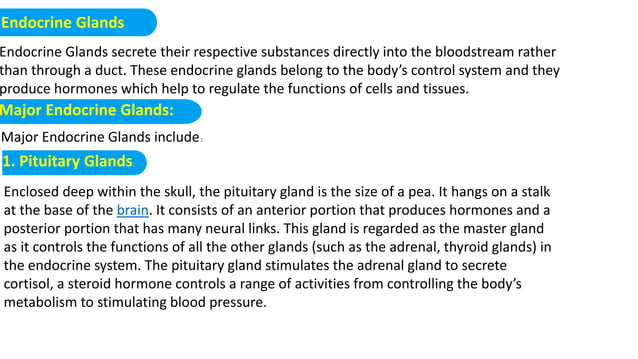 Endocrine Glands
Endocrine Glands secrete their respective substances directly into the bloodstream rather
than through a duct. These endocrine glands belong to the body’s control system and they
produce hormones which help to regulate the functions of cells and tissues.
Major Endocrine Glands:
Major Endocrine Glands include:
1. Pituitary Glands:
Enclosed deep within the skull, the pituitary gland is the size of a pea. It hangs on a stalk
at the base of the brain. It consists of an anterior portion that produces hormones and a
posterior portion that has many neural links. This gland is regarded as the master gland
as it controls the functions of all the other glands (such as the adrenal, thyroid glands) in
the endocrine system. The pituitary gland stimulates the adrenal gland to secrete
cortisol, a steroid hormone controls a range of activities from controlling the body’s
metabolism to stimulating blood pressure.